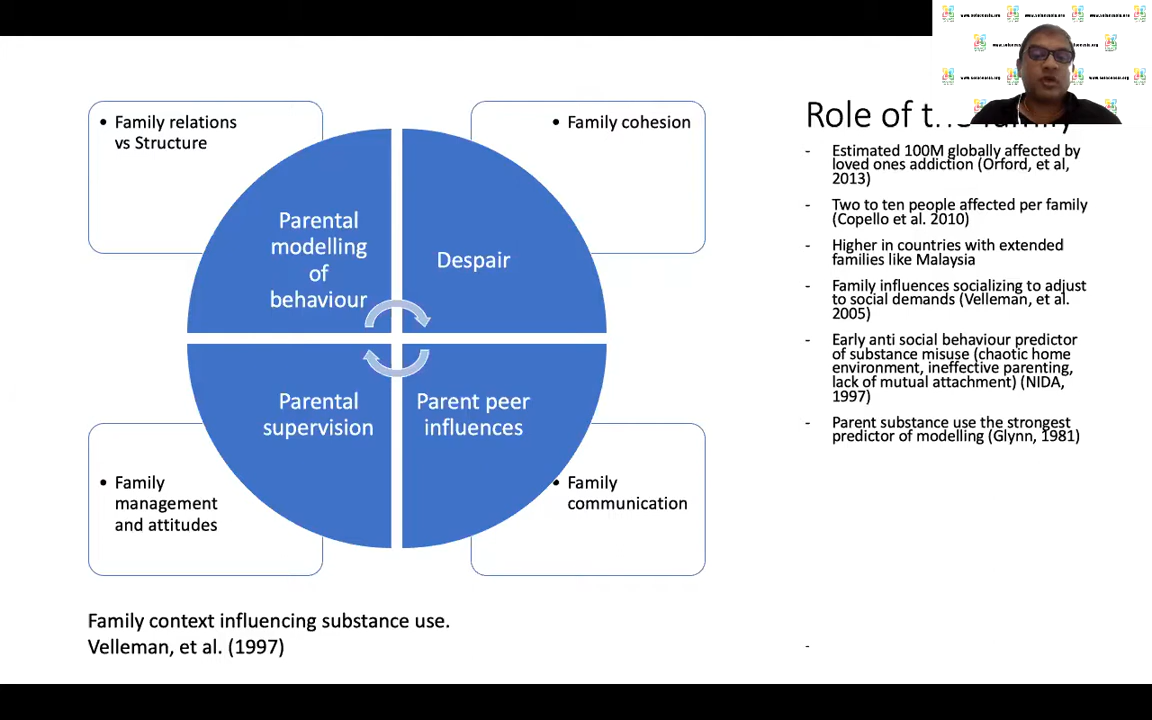 • Family relations
vs Structure
• Family cohesion
Parental
modelling
of
behaviour
Despair
Parental
supervision
Parent peer
influences
• Family
management
and attitudes
• Family
communication
Family context influencing substance use.
Velleman, et al. (1997)
Role of the family
- Estimated 100M globally affected by
loved ones addiction (Orford, et al,
2013)
- Two to ten people affected per family
(Copello et al. 2010)
- Higher in countries with extended
families like Malaysia
- Family influences socializing to adjust
to social demands (Velleman, et al.
2005)
- Early anti social behaviour predictor
of substance misuse (chaotic home
environment, ineffective parenting,
lack of mutual attachment) (NIDA,
1997)
- Parent substance use the strongest
predictor of modelling (Glynn, 1981)
-